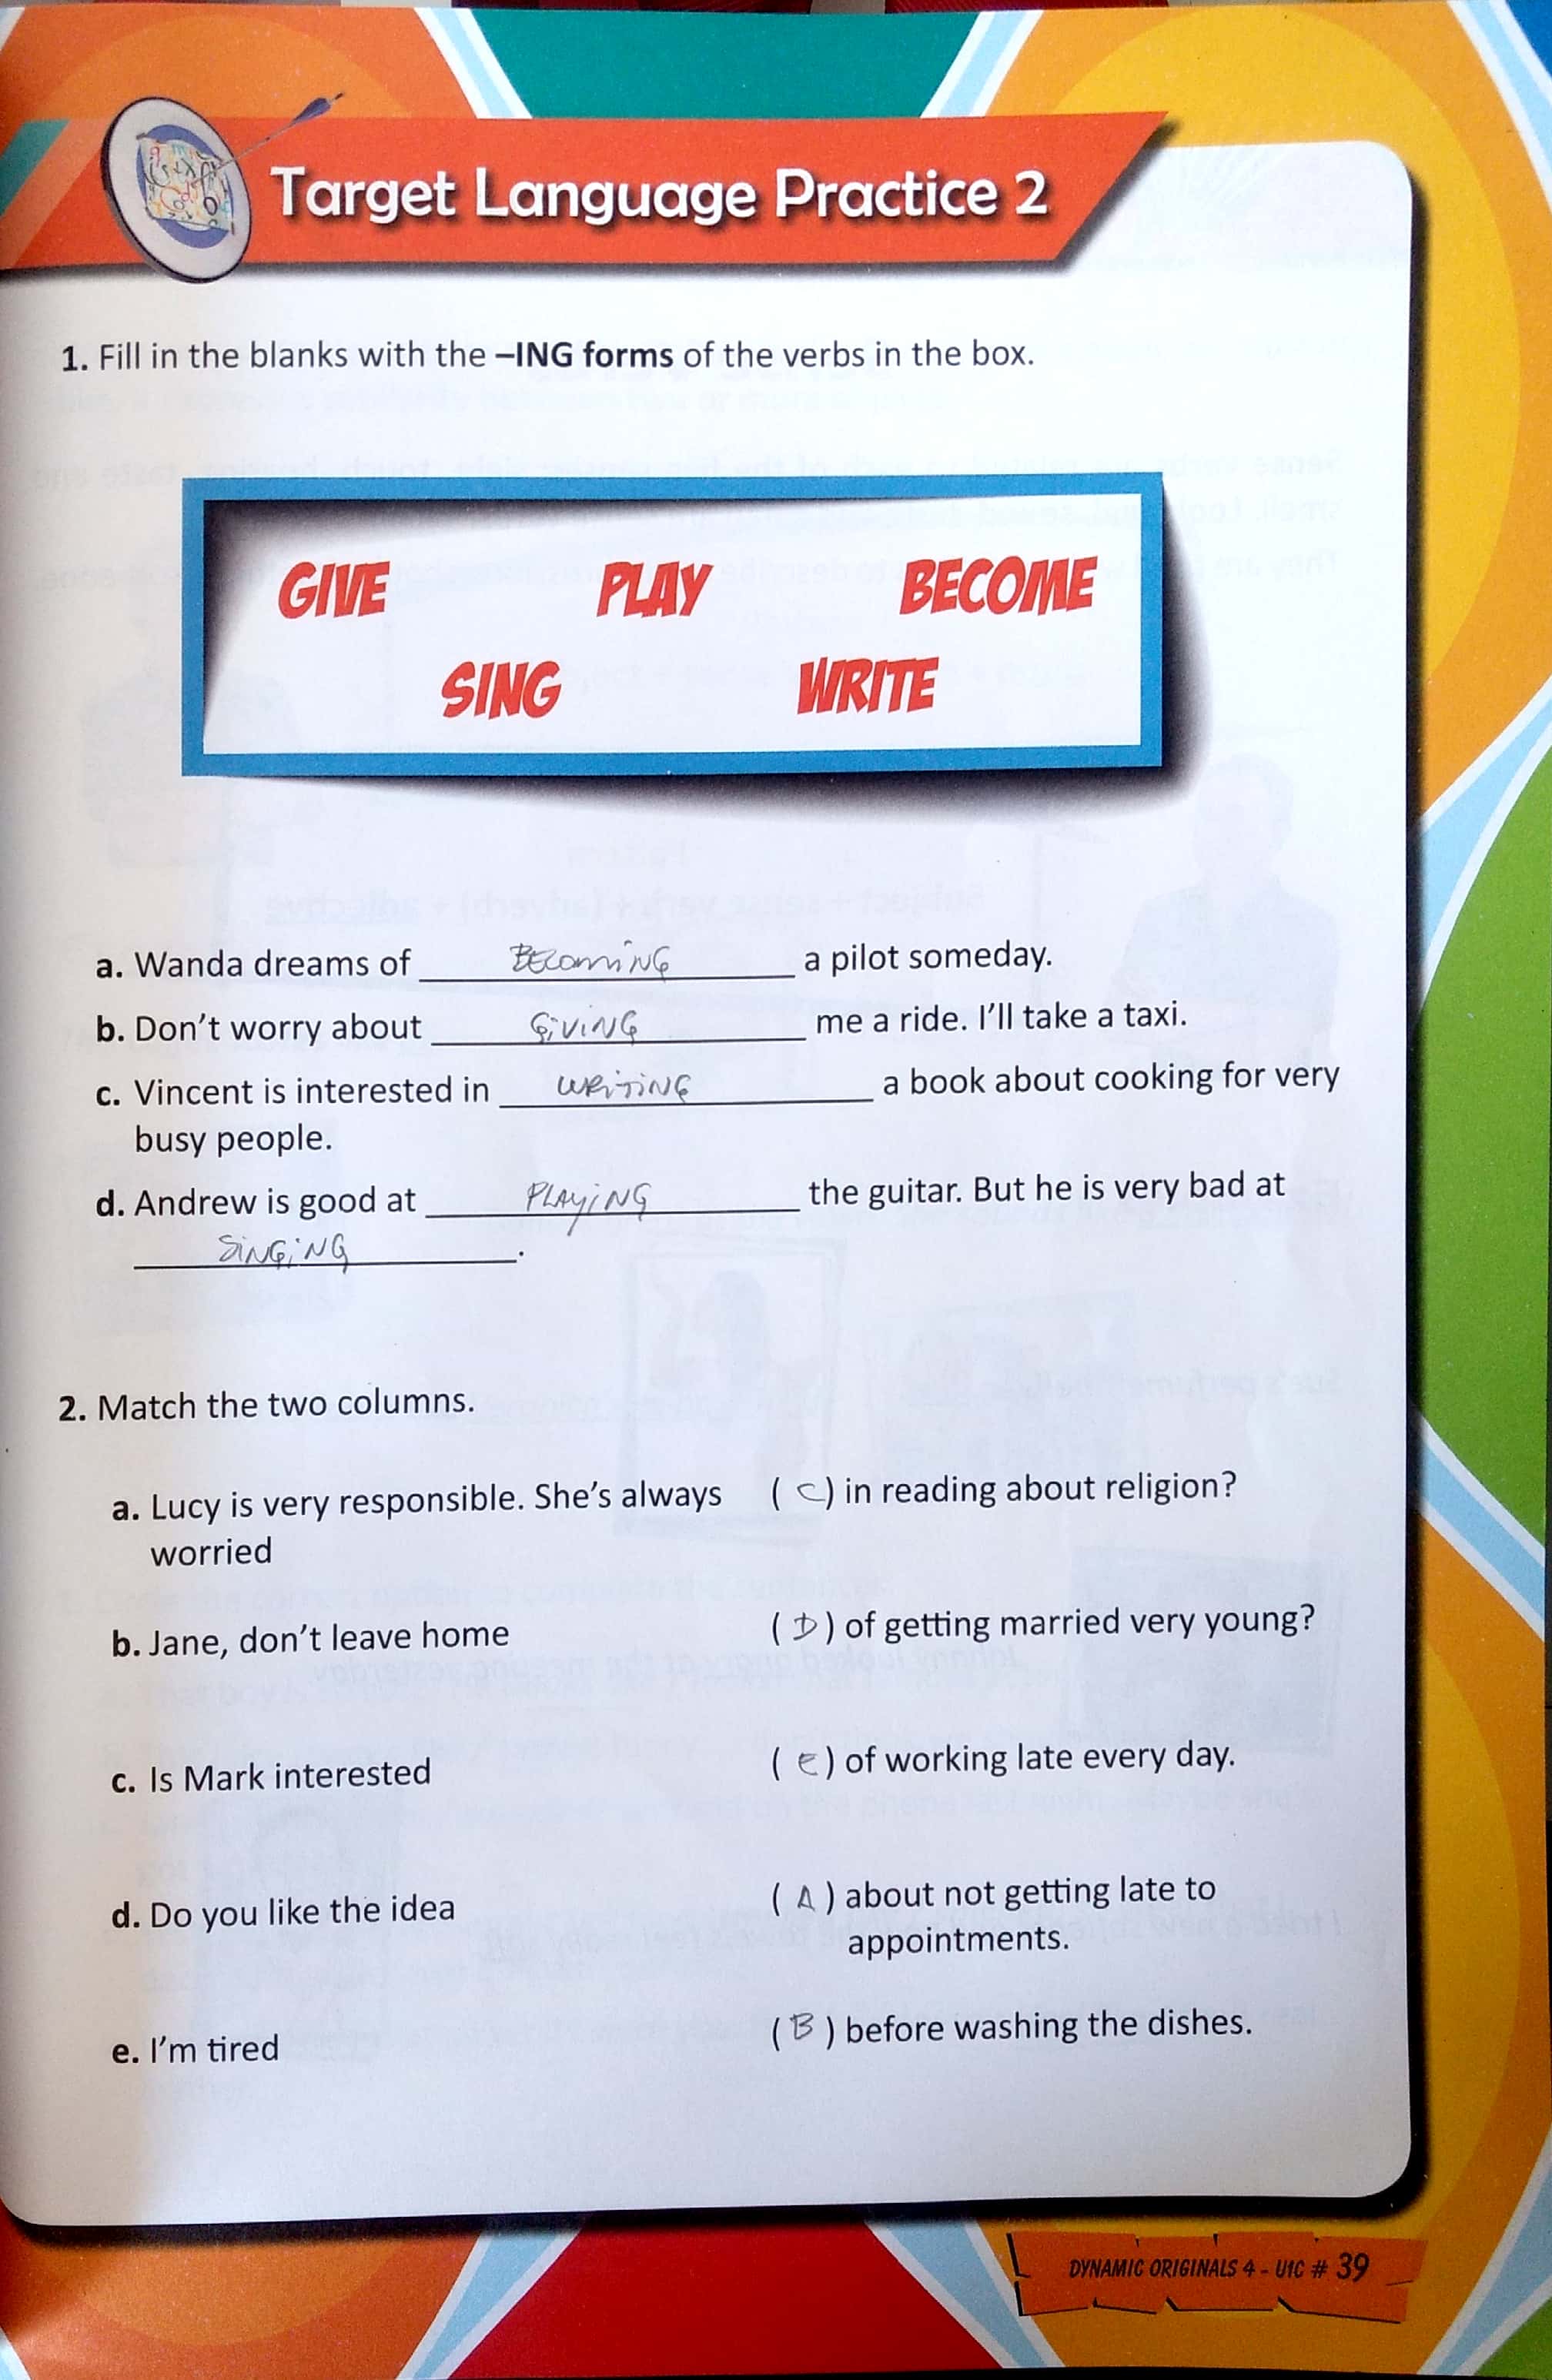 Target Language Practice 2
1. Fill in the blanks with the –ING forms of the verbs in the box.
GIVE PLAY BECOME
SING WRITE
a. Wanda dreams of BECOMING a pilot someday.
b. Don't worry about GIVING me a ride. I'll take a taxi.
c. Vincent is interested in WRITING a book about cooking for very
busy people.
d. Andrew is good at PLAYING the guitar. But he is very bad at
SINGING.
2. Match the two columns.
a. Lucy is very responsible. She's always ( C ) in reading about religion?
worried
b. Jane, don't leave home ( D ) of getting married very young?
c. Is Mark interested ( E ) of working late every day.
d. Do you like the idea ( A ) about not getting late to
appointments.
e. I'm tired ( B ) before washing the dishes.
DYNAMIC ORIGINALS 4 - U1C # 39